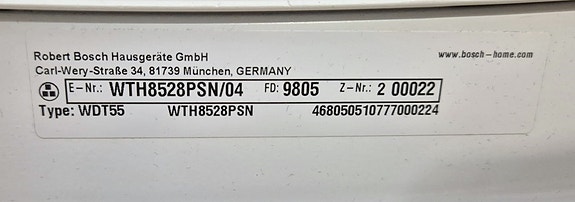 Robert Bosch Hausgeräte GmbH www.bosch-home.com
Carl-Wery-Straße 34, 81739 München, GERMANY
E-Nr.: WTH8528PSN/04 FD: 9805 Z-Nr.: 2 00022
Type: WDT55 WTH8528PSN 468050510777000224